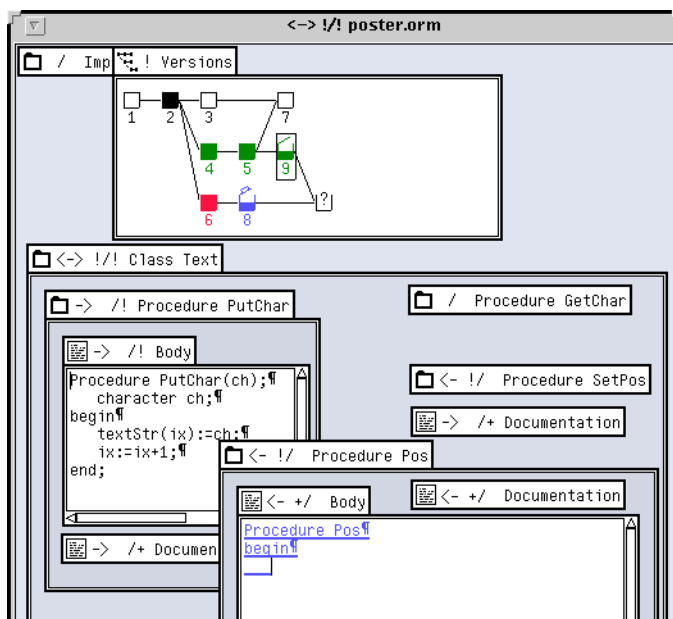 <-> !/! poster.orm
/ Imp
! Versions
1 2 3 7
4 5 9
?
6 8
<-> !/! Class Text
-> /! Procedure PutChar
/ Procedure GetChar
-> /! Body
Procedure PutChar(ch);¶
character ch;¶
begin¶
textStr(ix):=ch;¶
ix:=ix+1;¶
end;
<- !/ Procedure SetPos
-> /+ Documentation
<- !/ Procedure Pos
<- +/ Body
<- +/ Documentation
Procedure Pos¶
begin¶
-> /+ Documen